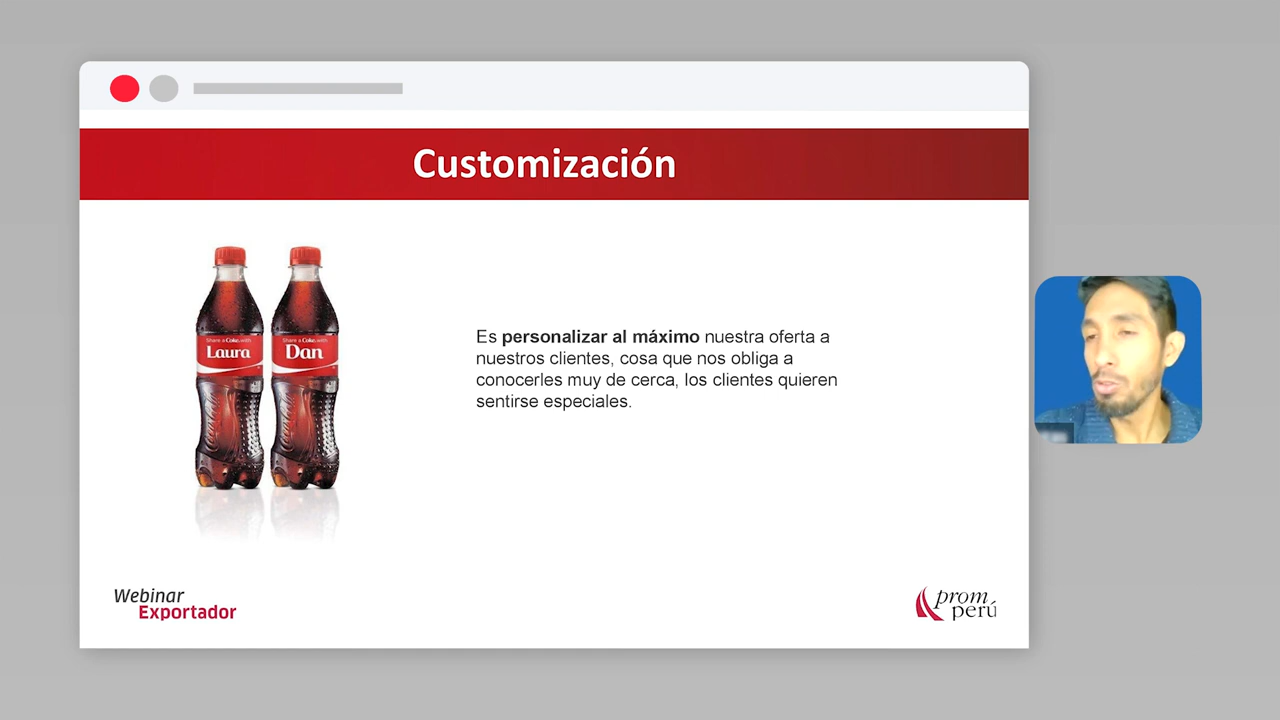 Customización
Share a Coke with
Laura
Share a Coke with
Dan
Es personalizar al máximo nuestra oferta a
nuestros clientes, cosa que nos obliga a
conocerles muy de cerca, los clientes quieren
sentirse especiales.
Webinar
Exportador
prom
perú